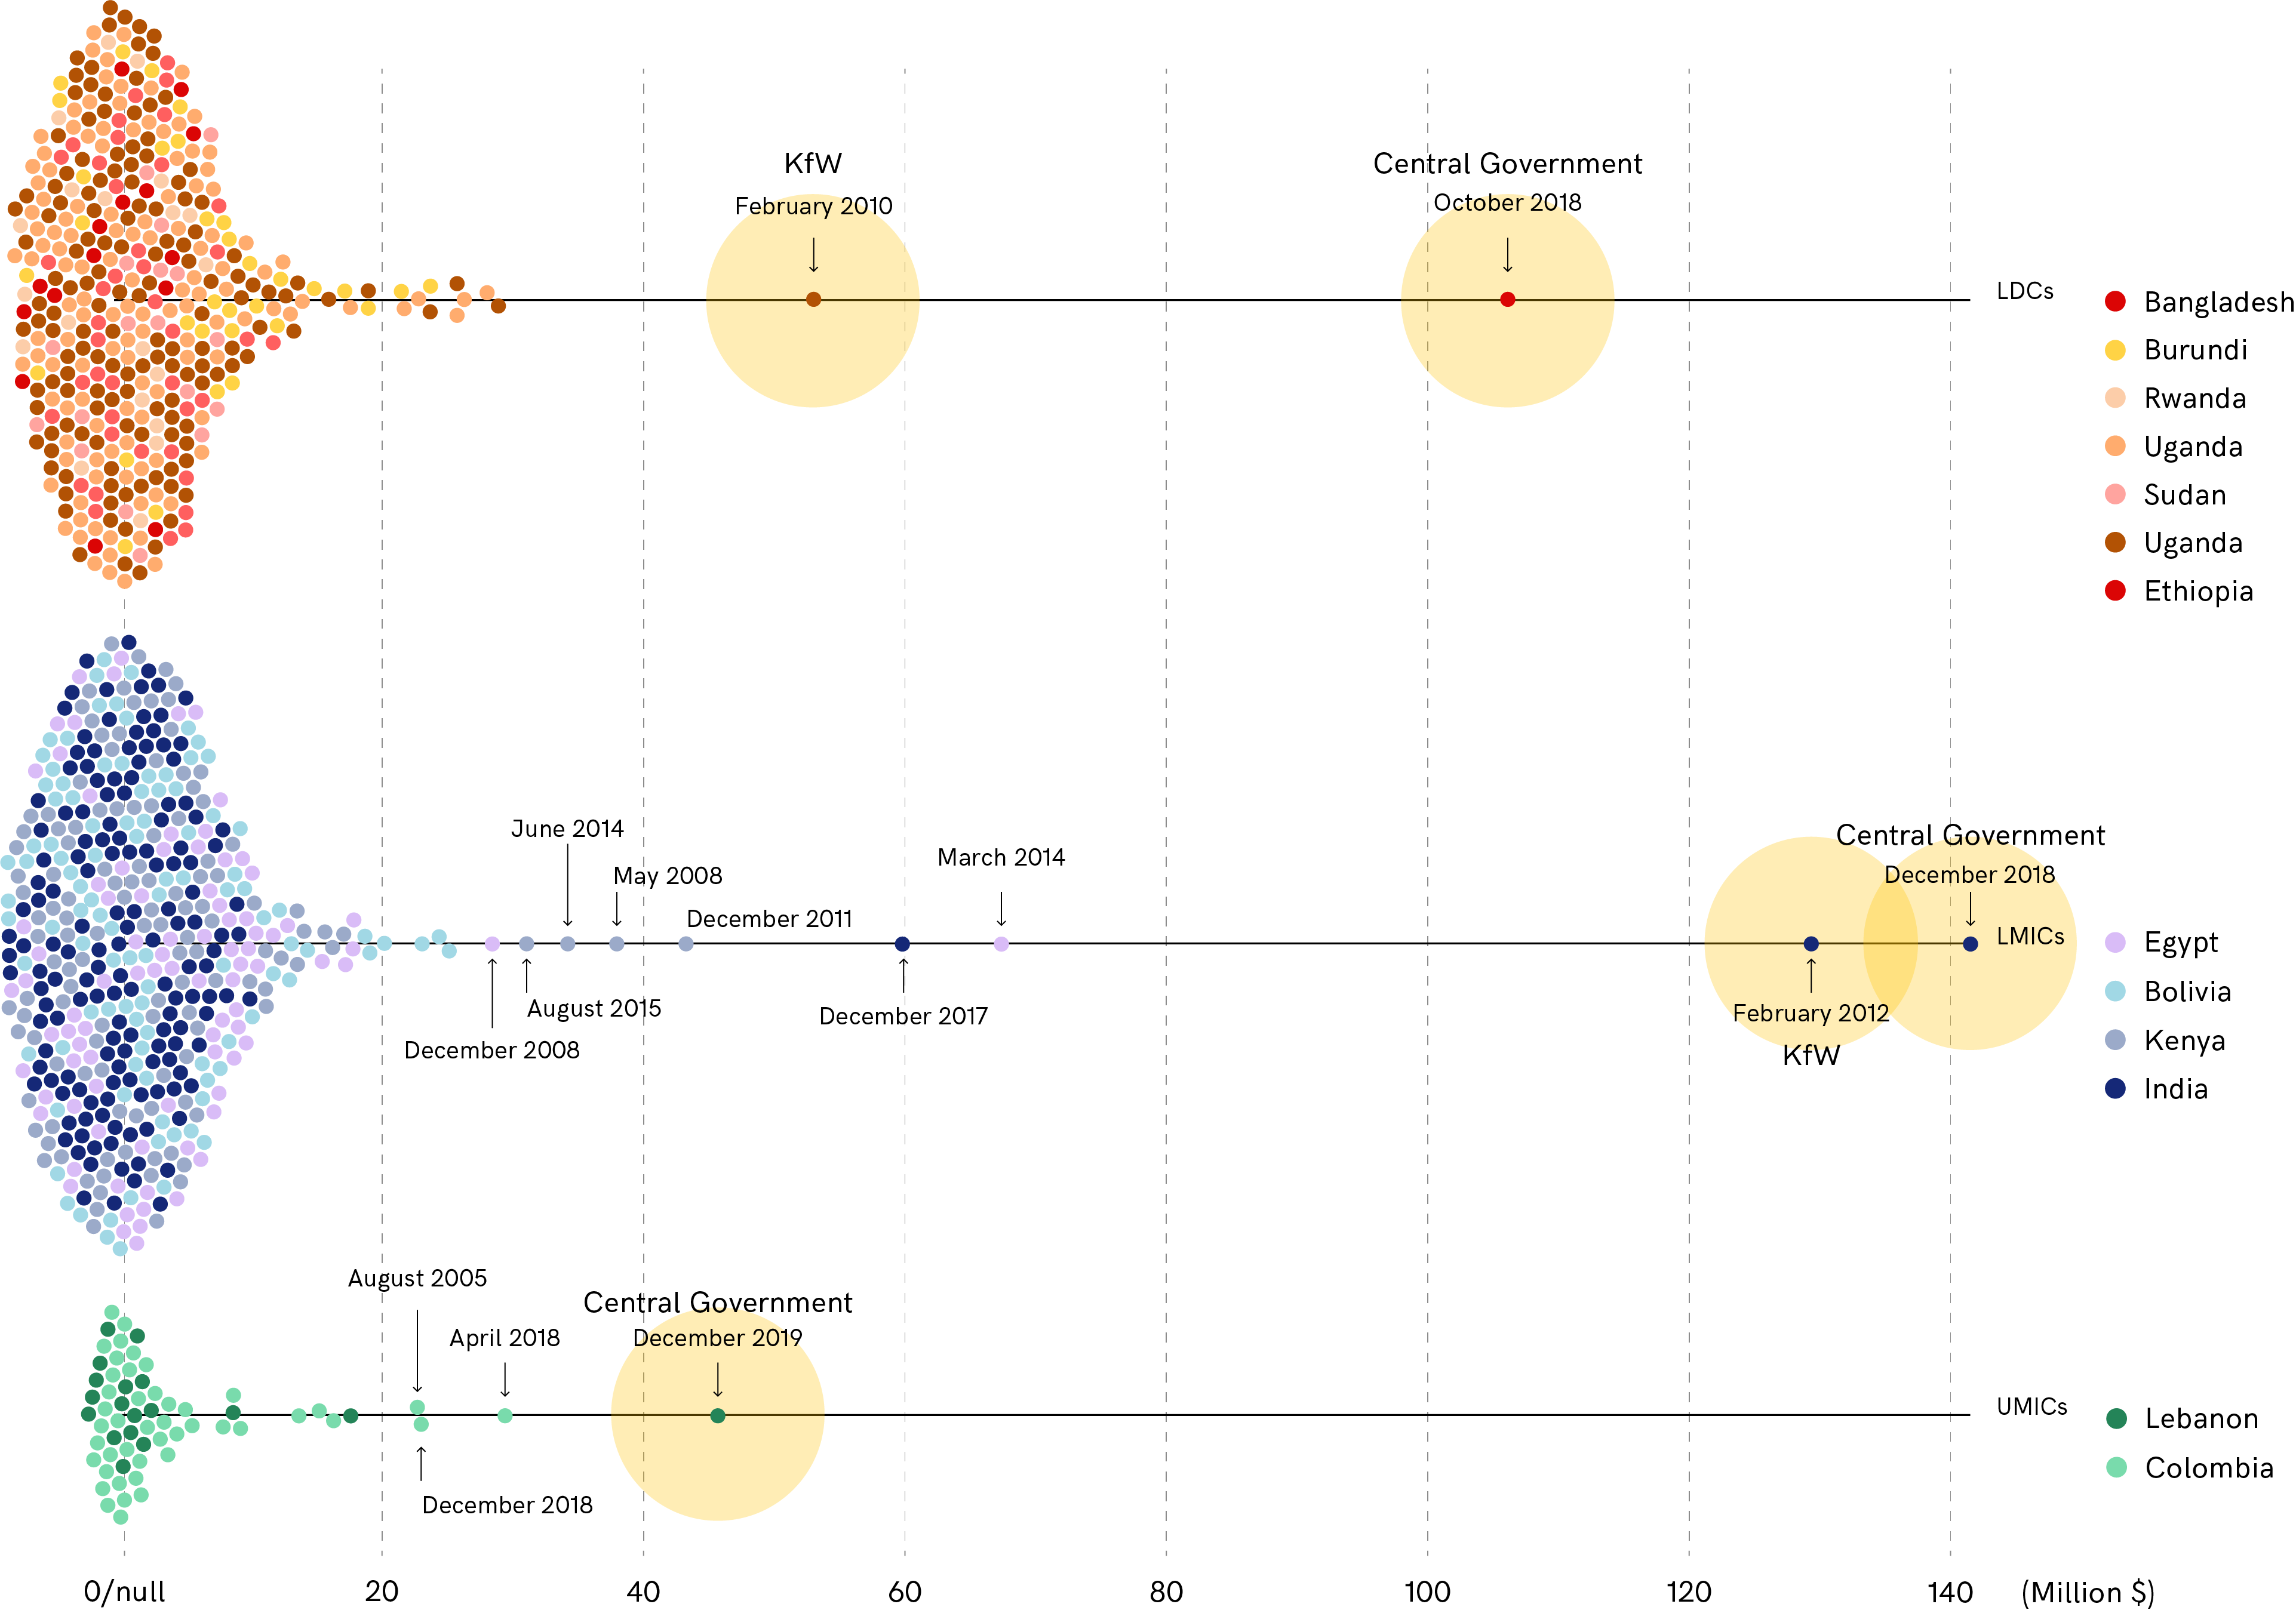 KfW
February 2010
Central Government
October 2018
LDCs
Bangladesh
Burundi
Rwanda
Uganda
Sudan
Uganda
Ethiopia
June 2014
May 2008
December 2011
March 2014
Central Government
December 2018
LMICs
December 2008
August 2015
December 2017
February 2012
KfW
Egypt
Bolivia
Kenya
India
August 2005
April 2018
Central Government
December 2019
UMICs
December 2018
Lebanon
Colombia
0/null 20 40 60 80 100 120 140 (Million $)